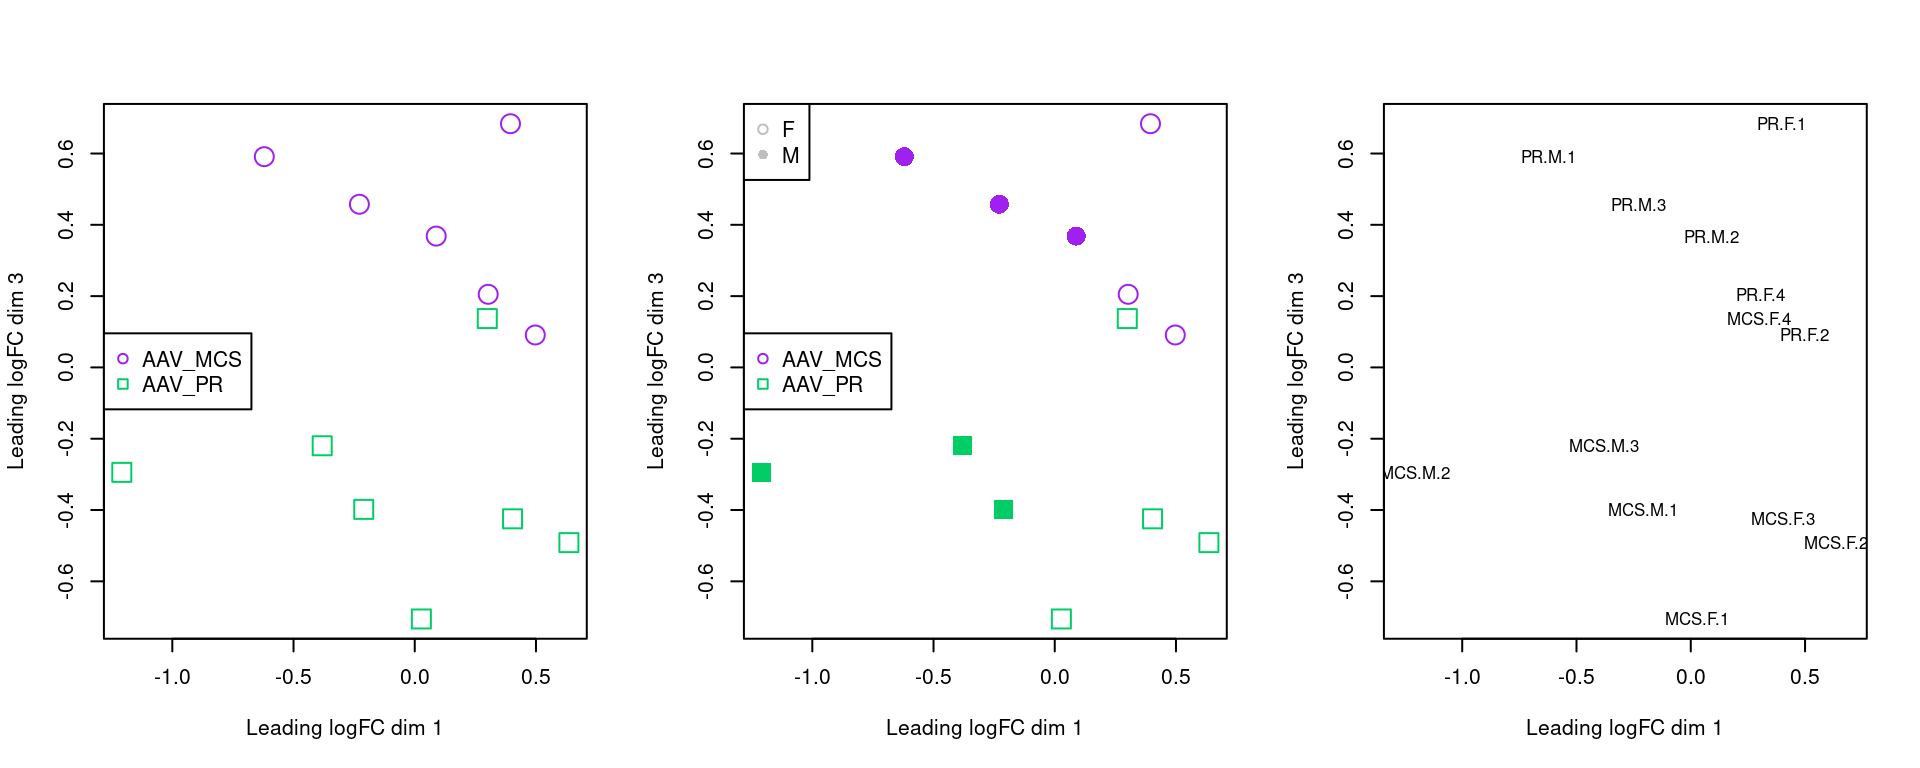 Leading logFC dim 3
0.6
0.4
0.2
0.0
-0.2
-0.4
-0.6
AAV_MCS
AAV_PR
-1.0 -0.5 0.0 0.5
Leading logFC dim 1
Leading logFC dim 3
0.6
0.4
0.2
0.0
-0.2
-0.4
-0.6
F
M
AAV_MCS
AAV_PR
-1.0 -0.5 0.0 0.5
Leading logFC dim 1
Leading logFC dim 3
0.6
0.4
0.2
0.0
-0.2
-0.4
-0.6
PR.F.1
PR.M.1
PR.M.3
PR.M.2
PR.F.4
MCS.F.4
PR.F.2
MCS.M.3
MCS.M.2
MCS.M.1
MCS.F.3
MCS.F.2
MCS.F.1
-1.0 -0.5 0.0 0.5
Leading logFC dim 1